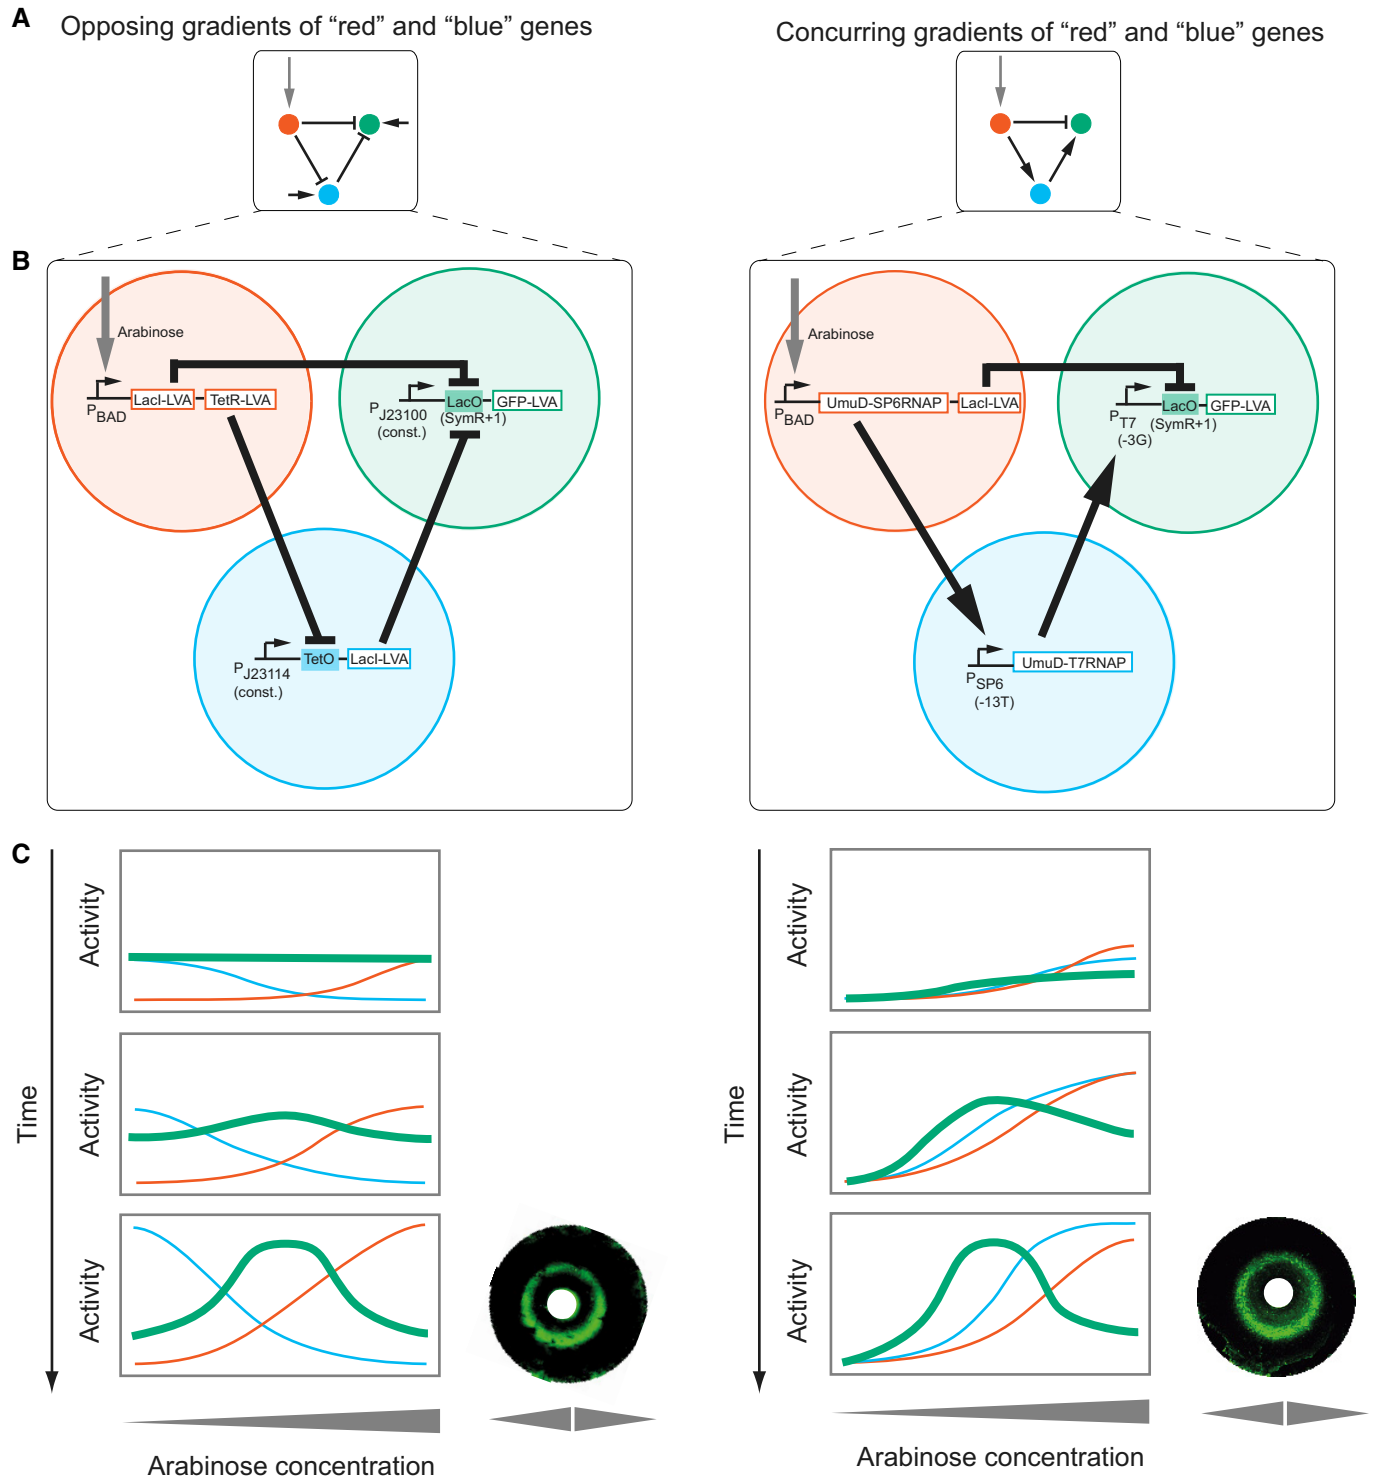 A
Opposing gradients of “red” and “blue” genes
Concurring gradients of “red” and “blue” genes
B
Arabinose
PBAD
LacI-LVA
TetR-LVA
PJ23100
(const.)
LacO
(SymR+1)
GFP-LVA
PJ23114
(const.)
TetO
LacI-LVA
Arabinose
PBAD
UmuD-SP6RNAP
LacI-LVA
PT7
(-3G)
LacO
(SymR+1)
GFP-LVA
PSP6
(-13T)
UmuD-T7RNAP
C
Time
Activity
Activity
Activity
Arabinose concentration
Time
Activity
Activity
Activity
Arabinose concentration